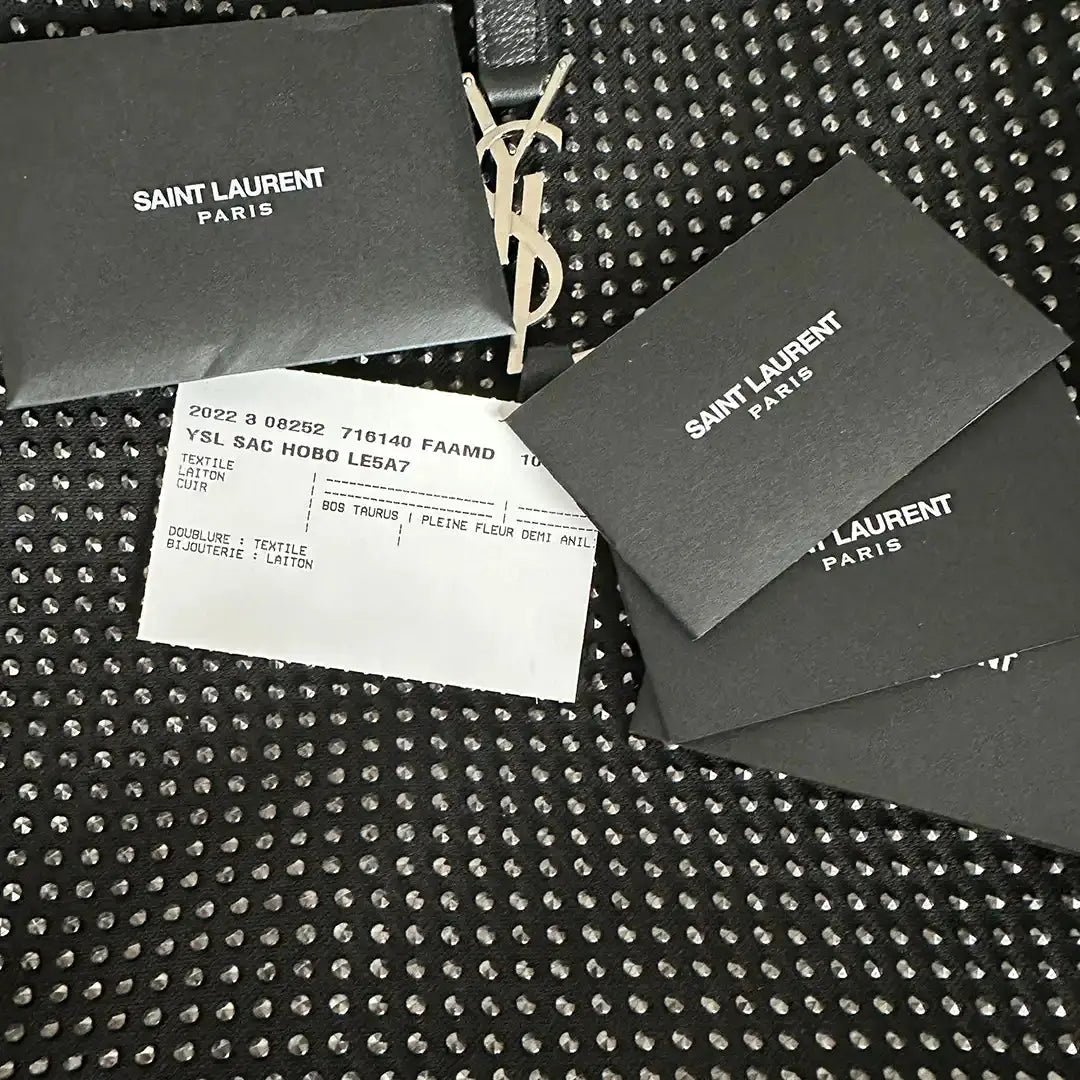 SAINT LAURENT
PARIS
2022 3 08252 716140 FAAMD 10
YSL SAC HOBO LE5A7
TEXTILE
LAITON
CUIR
BOS TAURUS | PLEINE FLEUR DEMI ANIL
DOUBLURE : TEXTILE
BIJOUTERIE : LAITON
SAINT LAURENT
PARIS
LAURENT
PARIS